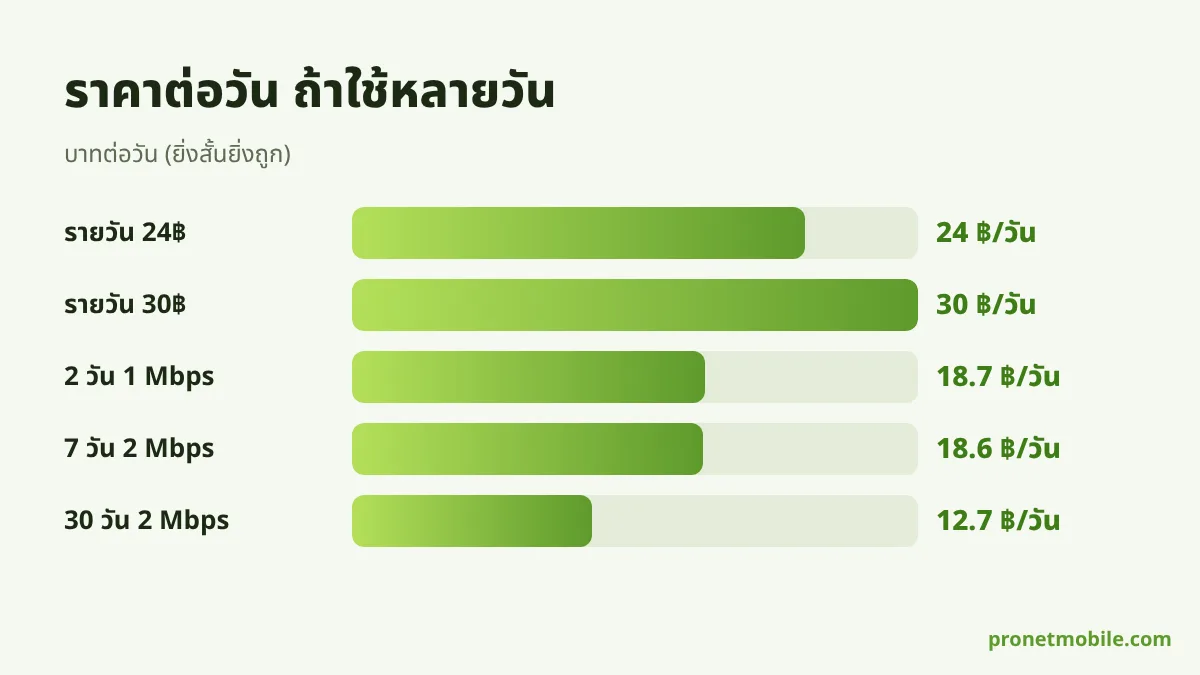 ราคาต่อวัน ถ้าใช้หลายวัน
บาทต่อวัน (ยิ่งสั้นยิ่งถูก)
รายวัน 24฿ 24 ฿/วัน
รายวัน 30฿ 30 ฿/วัน
2 วัน 1 Mbps 18.7 ฿/วัน
7 วัน 2 Mbps 18.6 ฿/วัน
30 วัน 2 Mbps 12.7 ฿/วัน
pronetmobile.com